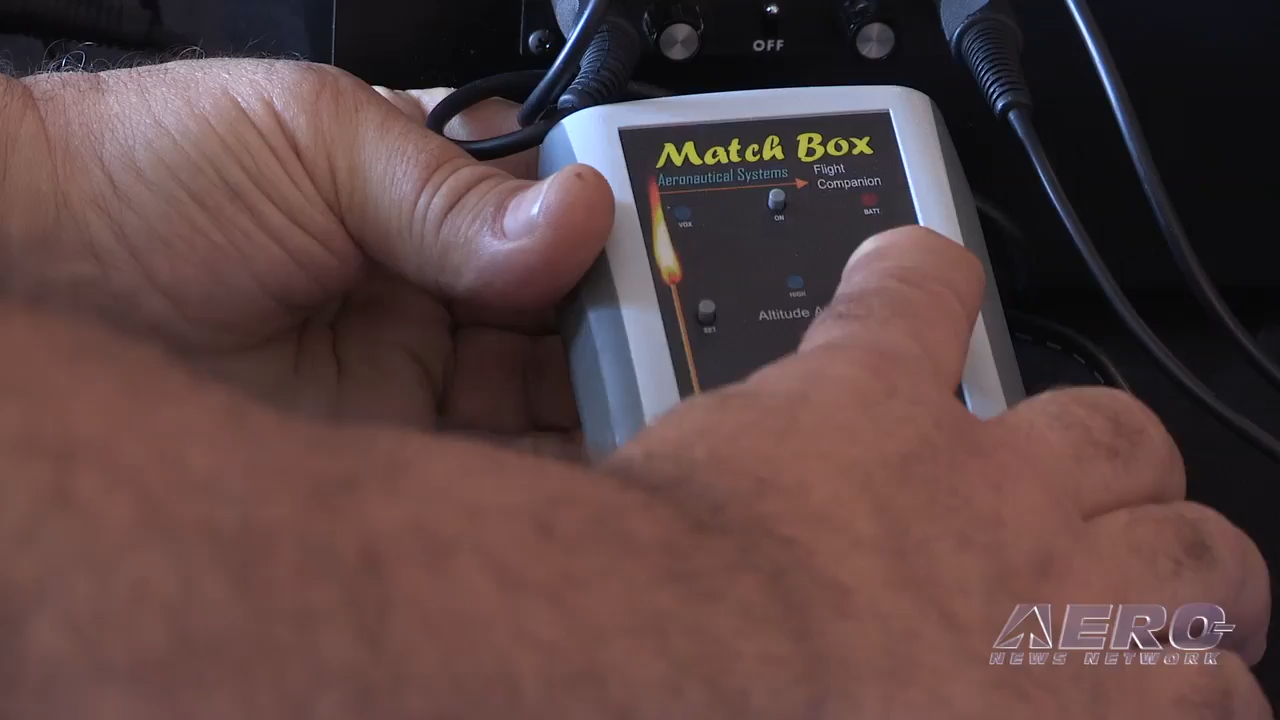 OFF
Match Box
Aeronautical Systems
Flight
Companion
VOX
ON
BATT
HIGH
SET
Altitude
AERO
NEWS NETWORK